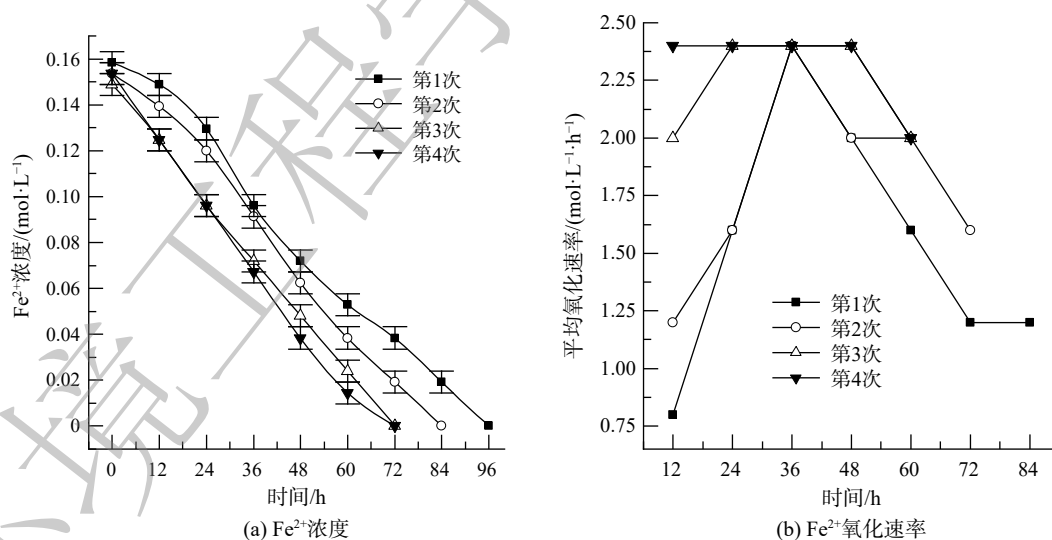 0.16
0.14
0.12
0.10
0.08
0.06
0.04
0.02
0
Fe²⁺浓度/(mol·L⁻¹)
第1次
第2次
第3次
第4次
0 12 24 36 48 60 72 84 96
时间/h
(a) Fe²⁺浓度
2.50
2.25
2.00
1.75
1.50
1.25
1.00
0.75
平均氧化速率/(mol·L⁻¹·h⁻¹)
第1次
第2次
第3次
第4次
12 24 36 48 60 72 84
时间/h
(b) Fe²⁺氧化速率
境工程学